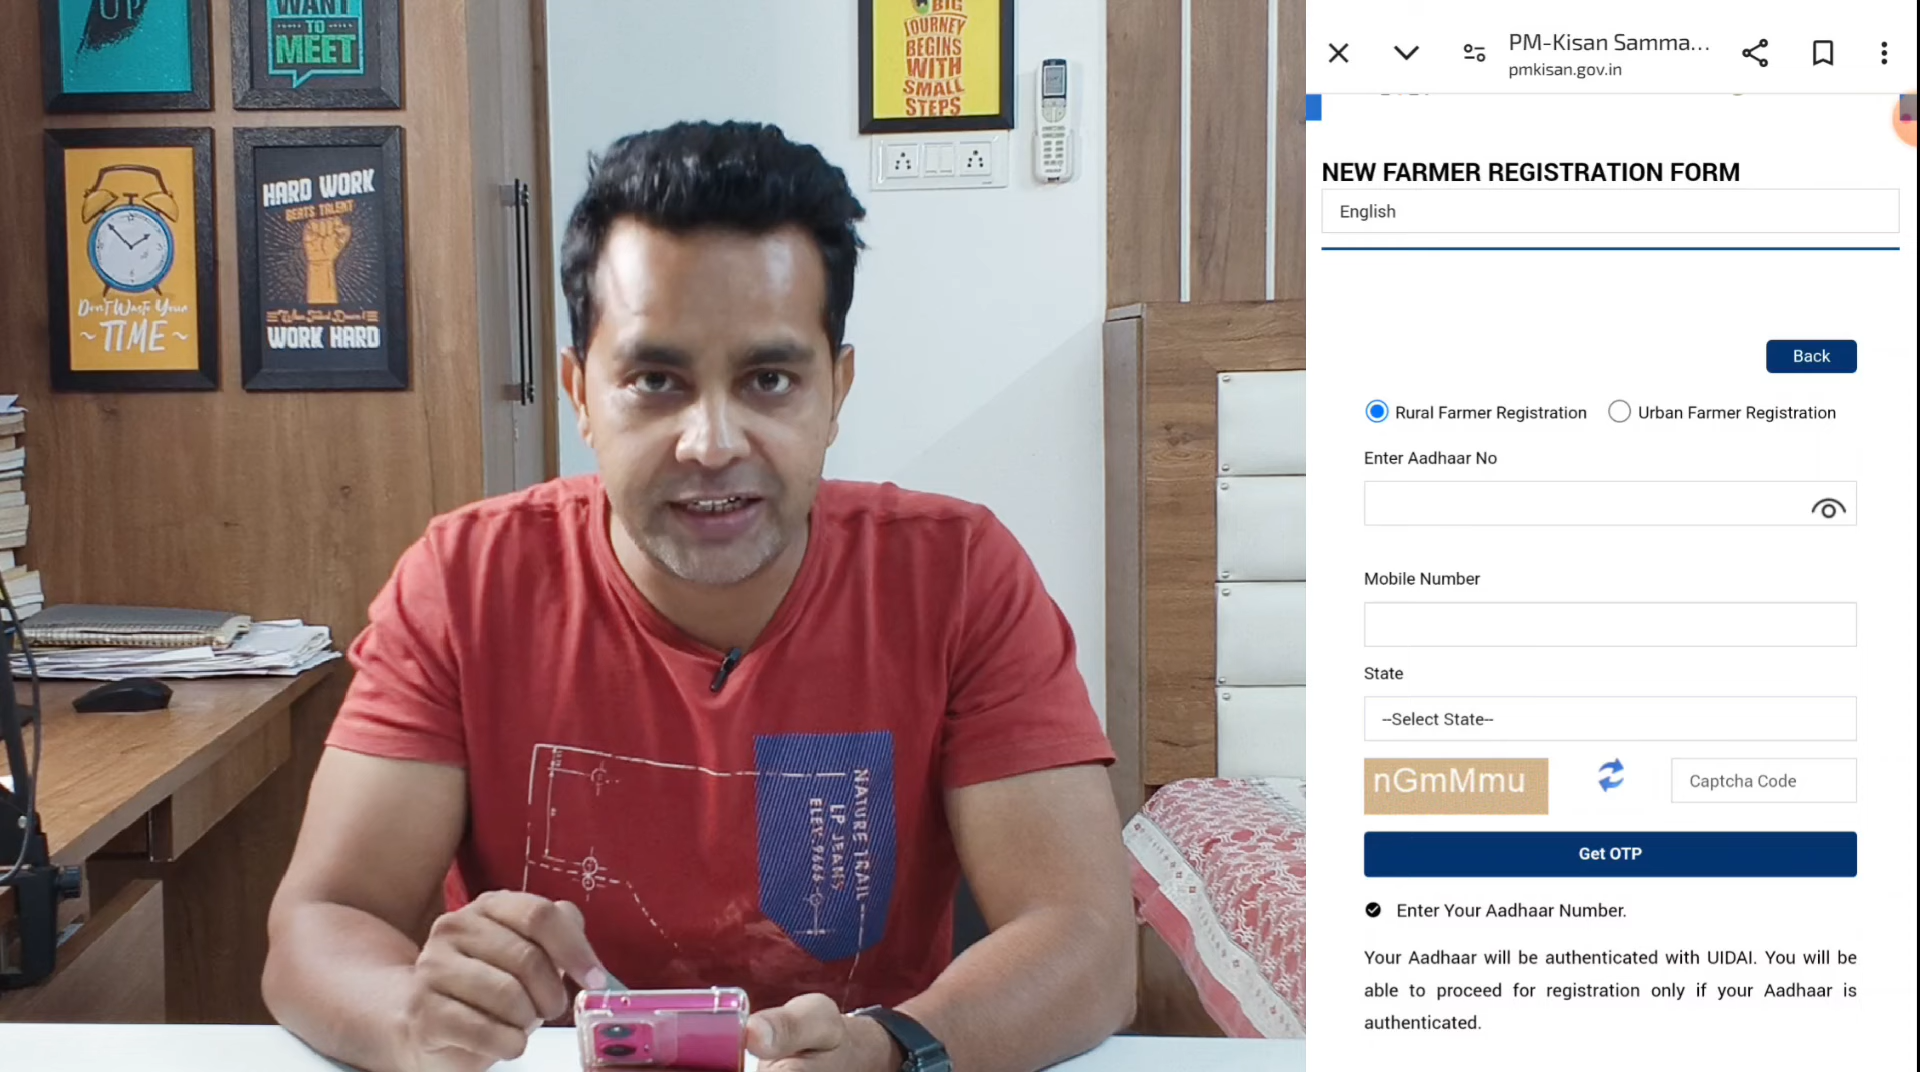 UP
WANT
TO
MEET
BIG
JOURNEY
BEGINS
WITH
SMALL
STEPS
Don't Waste Your
~ TIME ~
HARD WORK
BEATS TALENT
WORK HARD
NATURE TRAIL
LP JEANS
PM-Kisan Samma...
pmkisan.gov.in
NEW FARMER REGISTRATION FORM
English
Back
Rural Farmer Registration Urban Farmer Registration
Enter Aadhaar No
Mobile Number
State
--Select State--
nGmMmu Captcha Code
Get OTP
Enter Your Aadhaar Number.
Your Aadhaar will be authenticated with UIDAI. You will be
able to proceed for registration only if your Aadhaar is
authenticated.